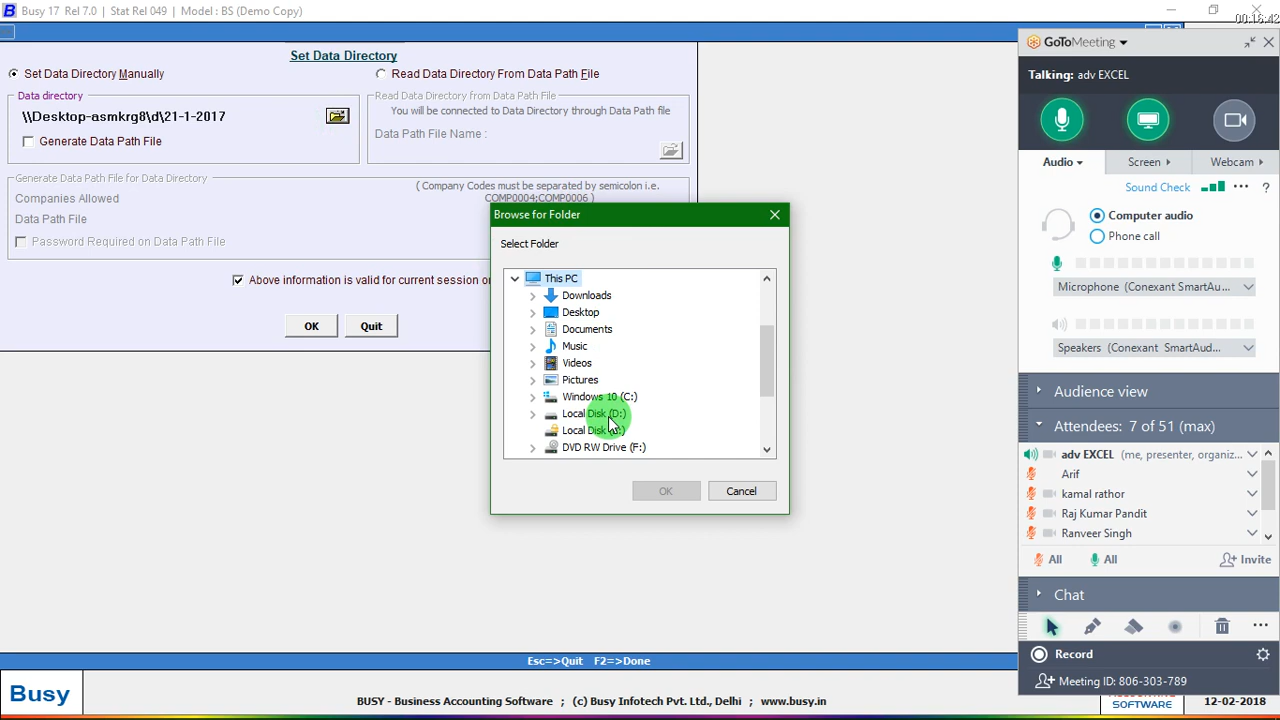 Busy 17 Rel 7.0 | Stat Rel 049 | Model : BS (Demo Copy)
00:16:42
Set Data Directory
Set Data Directory Manually
Read Data Directory From Data Path File
Data directory
\\Desktop-asmkrg8\d\21-1-2017
Generate Data Path File
Read Data Directory from Data Path File
You will be connected to Data Directory through Data Path file
Data Path File Name :
Generate Data Path File for Data Directory
( Company Codes must be separated by semicolon i.e.
COMP0004;COMP0006 )
Companies Allowed
Data Path File
Password Required on Data Path File
Above information is valid for current session or
OK
Quit
Browse for Folder
Select Folder
This PC
Downloads
Desktop
Documents
Music
Videos
Pictures
Windows 10 (C:)
Local Disk (D:)
Local Disk
DVD RW Drive (F:)
OK
Cancel
GoToMeeting
Talking: adv EXCEL
Audio
Screen
Webcam
Sound Check
?
Computer audio
Phone call
Microphone (Conexant SmartAu...
Speakers (Conexant SmartAud...
Audience view
Attendees: 7 of 51 (max)
adv EXCEL (me, presenter, organiz...
Arif
kamal rathor
Raj Kumar Pandit
Ranveer Singh
All
All
Invite
Chat
Record
Meeting ID: 806-303-789
Esc=>Quit F2=>Done
Busy
BUSY - Business Accounting Software ; (c) Busy Infotech Pvt. Ltd., Delhi ; www.busy.in
SOFTWARE
12-02-2018